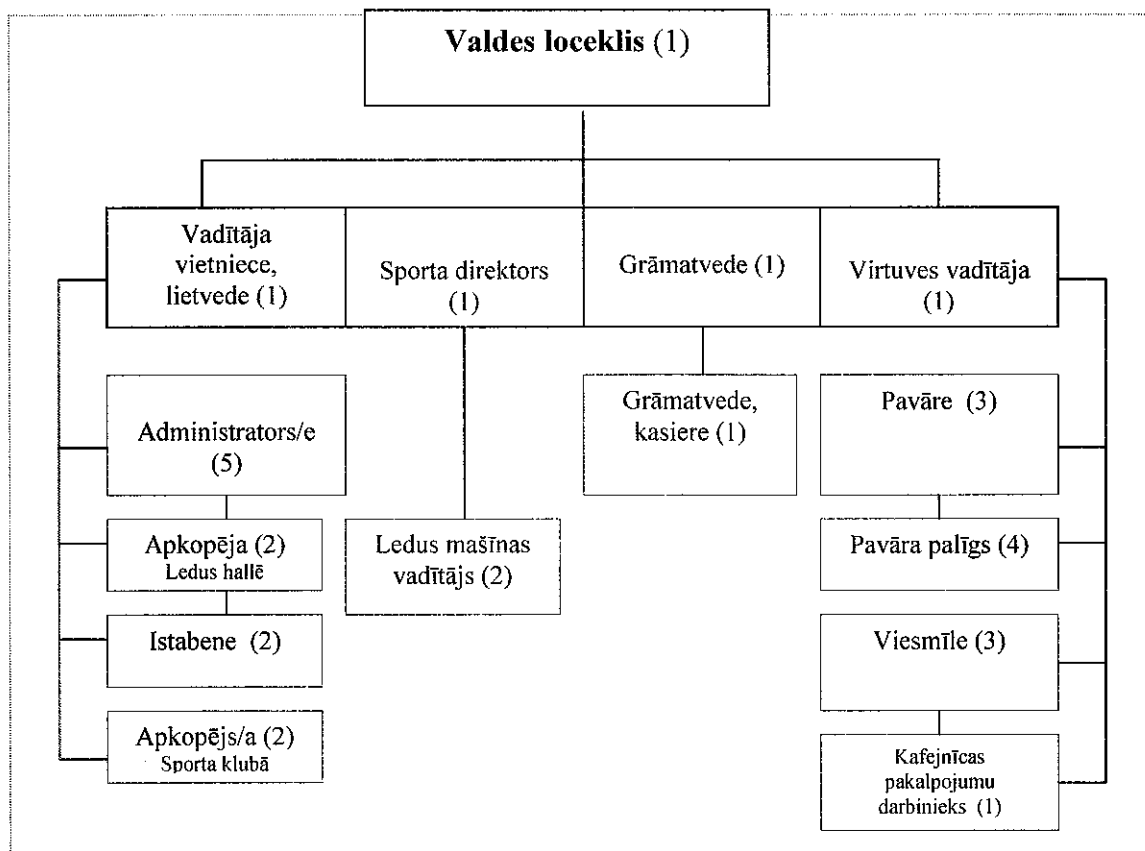 Valdes loceklis (1)
Vadītāja
vietniece,
lietvede (1)
Sporta direktors
(1)
Grāmatvede (1)
Virtuves vadītāja
(1)
Administrators/e
(5)
Grāmatvede,
kasiere (1)
Pavāre (3)
Apkopēja (2)
Ledus hallē
Ledus mašīnas
vadītājs (2)
Pavāra palīgs (4)
Istabene (2)
Viesmīle (3)
Apkopējs/a (2)
Sporta klubā
Kafejnīcas
pakalpojumu
darbinieks (1)